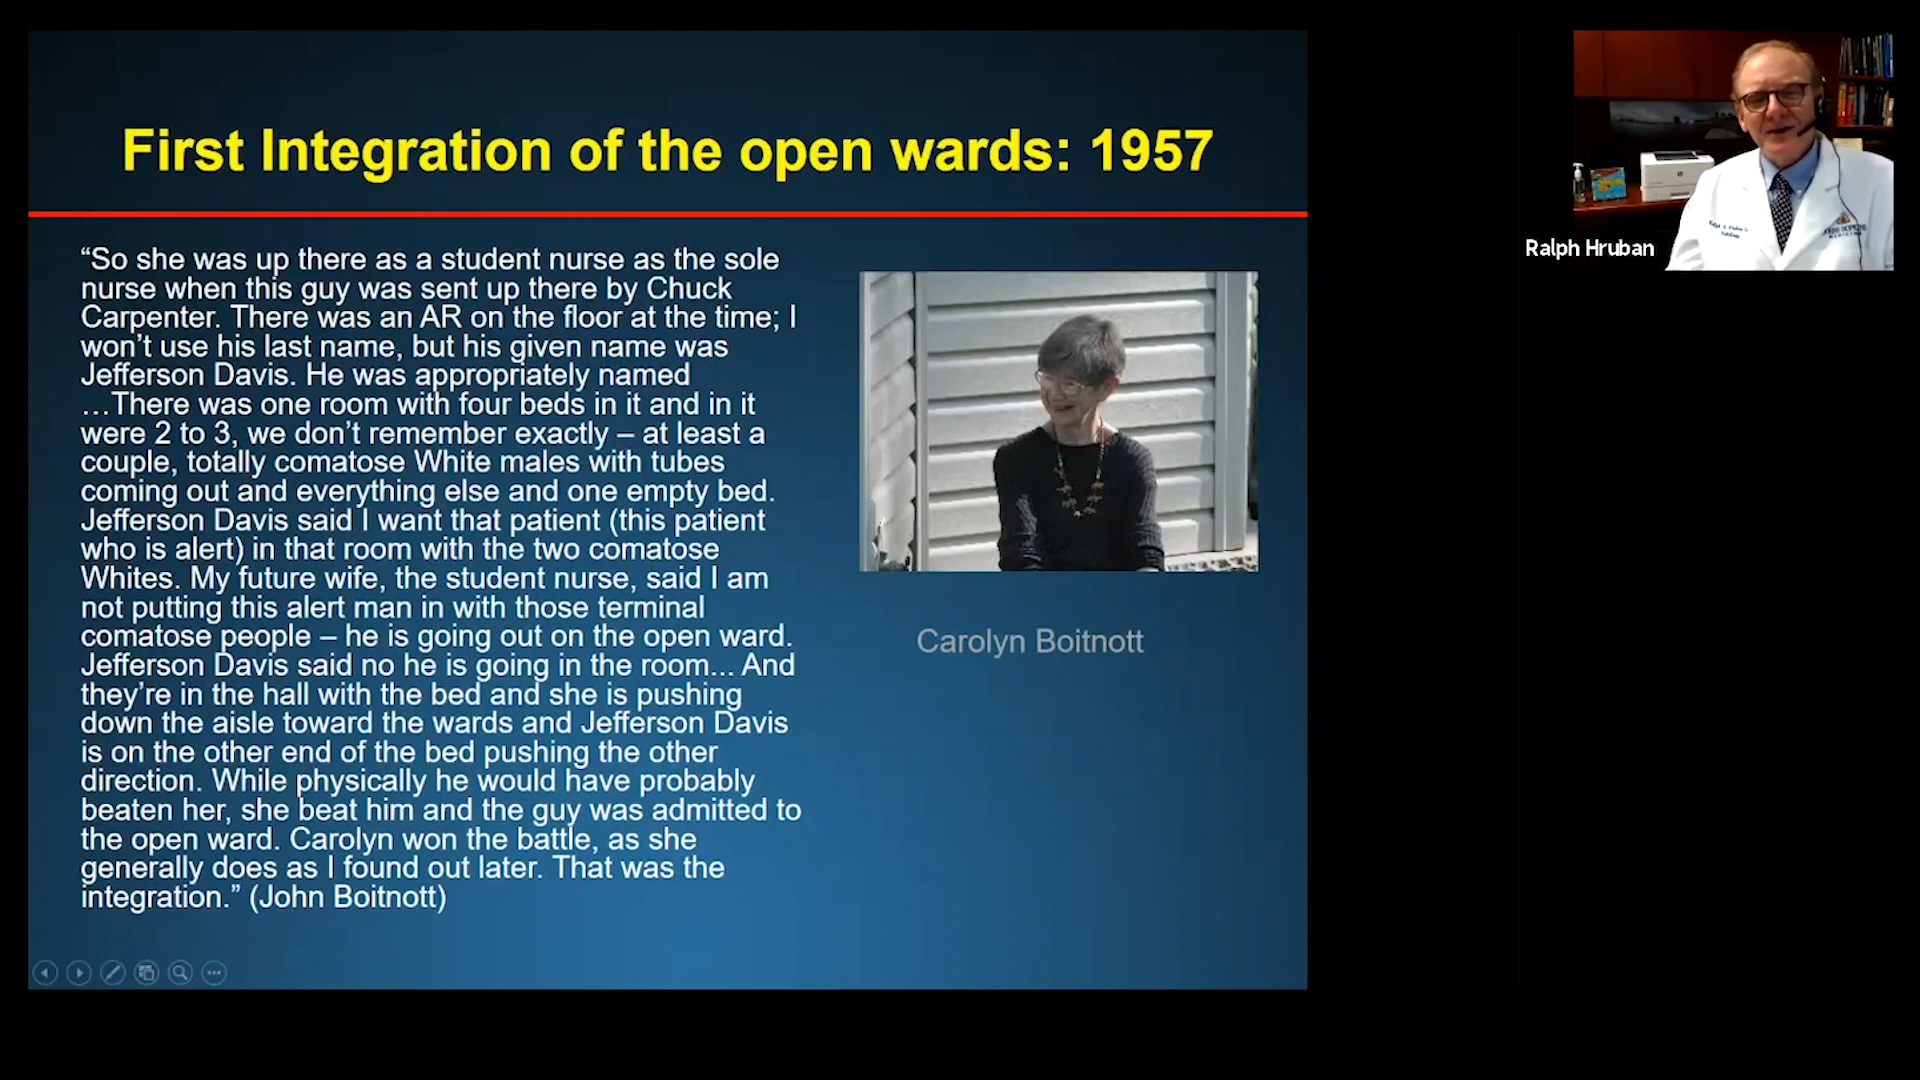 First Integration of the open wards: 1957
“So she was up there as a student nurse as the sole
nurse when this guy was sent up there by Chuck
Carpenter. There was an AR on the floor at the time; I
won’t use his last name, but his given name was
Jefferson Davis. He was appropriately named
…There was one room with four beds in it and in it
were 2 to 3, we don’t remember exactly – at least a
couple, totally comatose White males with tubes
coming out and everything else and one empty bed.
Jefferson Davis said I want that patient (this patient
who is alert) in that room with the two comatose
Whites. My future wife, the student nurse, said I am
not putting this alert man in with those terminal
comatose people – he is going out on the open ward.
Jefferson Davis said no he is going in the room... And
they’re in the hall with the bed and she is pushing
down the aisle toward the wards and Jefferson Davis
is on the other end of the bed pushing the other
direction. While physically he would have probably
beaten her, she beat him and the guy was admitted to
the open ward. Carolyn won the battle, as she
generally does as I found out later. That was the
integration.” (John Boitnott)
Carolyn Boitnott
Ralph Hruban